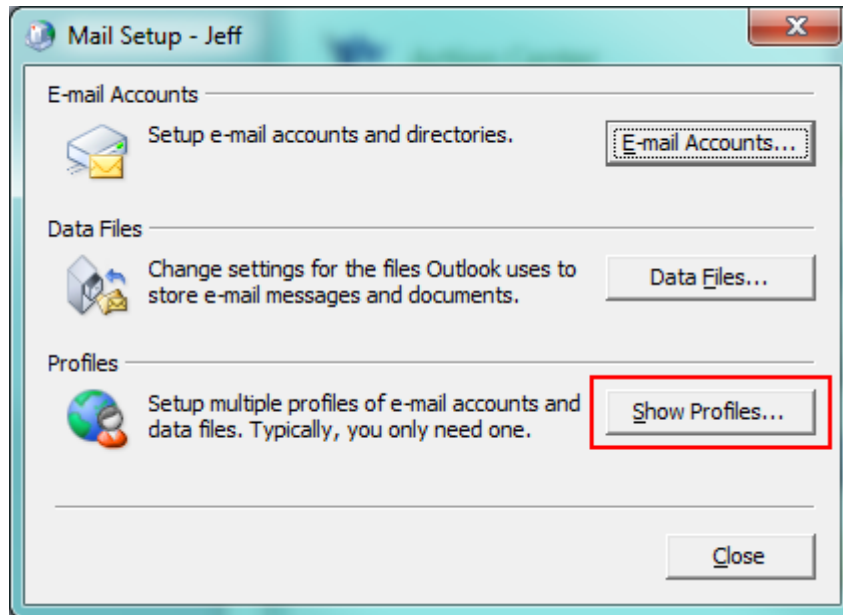 Mail Setup - Jeff
E-mail Accounts
Setup e-mail accounts and directories.
E-mail Accounts...
Data Files
Change settings for the files Outlook uses to
store e-mail messages and documents.
Data Files...
Profiles
Setup multiple profiles of e-mail accounts and
data files. Typically, you only need one.
Show Profiles...
Close